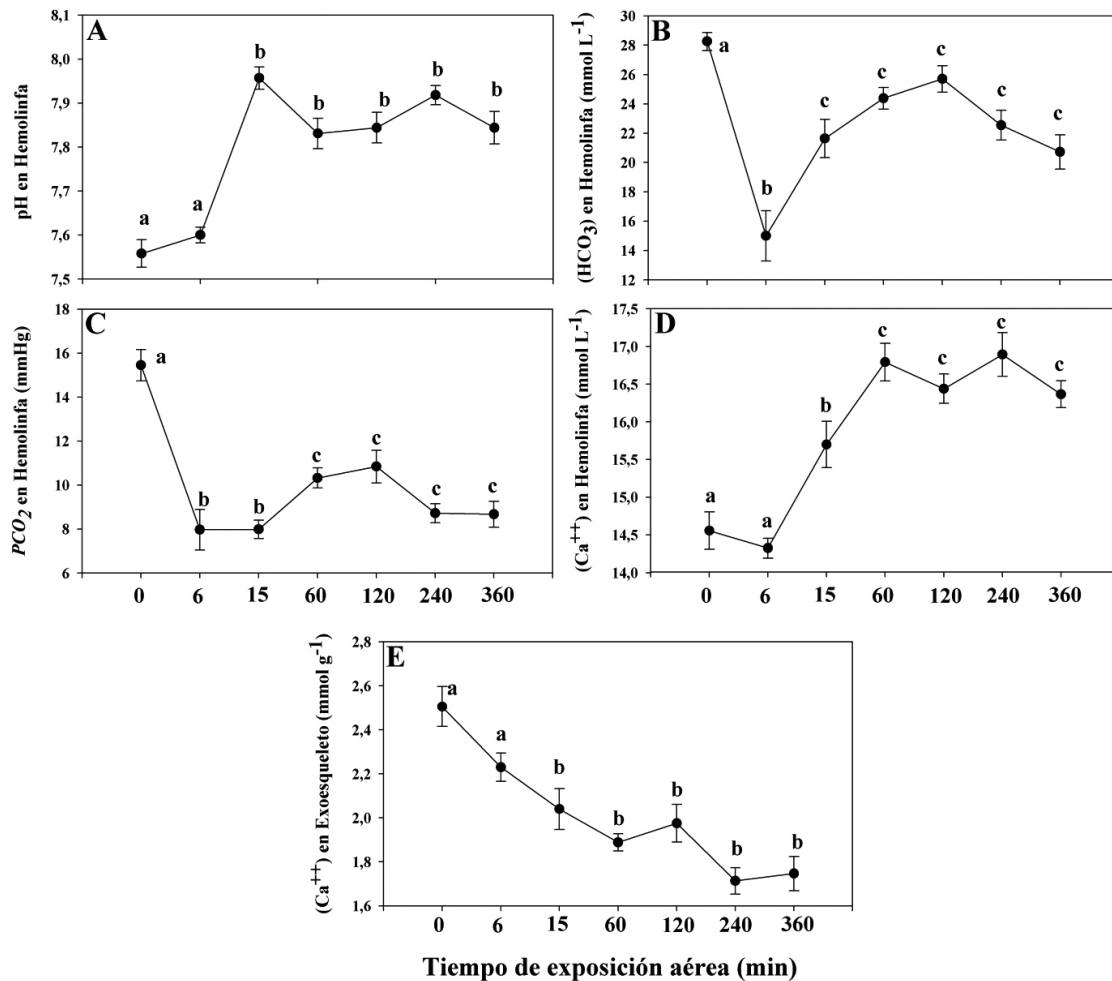 A
pH en Hemolinfa
8,1
8,0
7,9
7,8
7,7
7,6
7,5
a
a
b
b
b
b
b
B
(HCO3) en Hemolinfa (mmol L-1)
30
28
26
24
22
20
18
16
14
12
a
b
c
c
c
c
c
C
PCO2 en Hemolinfa (mmHg)
18
16
14
12
10
8
6
a
b
b
c
c
c
c
0 6 15 60 120 240 360
D
(Ca++) en Hemolinfa (mmol L-1)
17,5
17,0
16,5
16,0
15,5
15,0
14,5
14,0
a
a
b
c
c
c
c
0 6 15 60 120 240 360
E
(Ca++) en Exoesqueleto (mmol g-1)
2,8
2,6
2,4
2,2
2,0
1,8
1,6
a
a
b
b
b
b
b
0 6 15 60 120 240 360
Tiempo de exposición aérea (min)